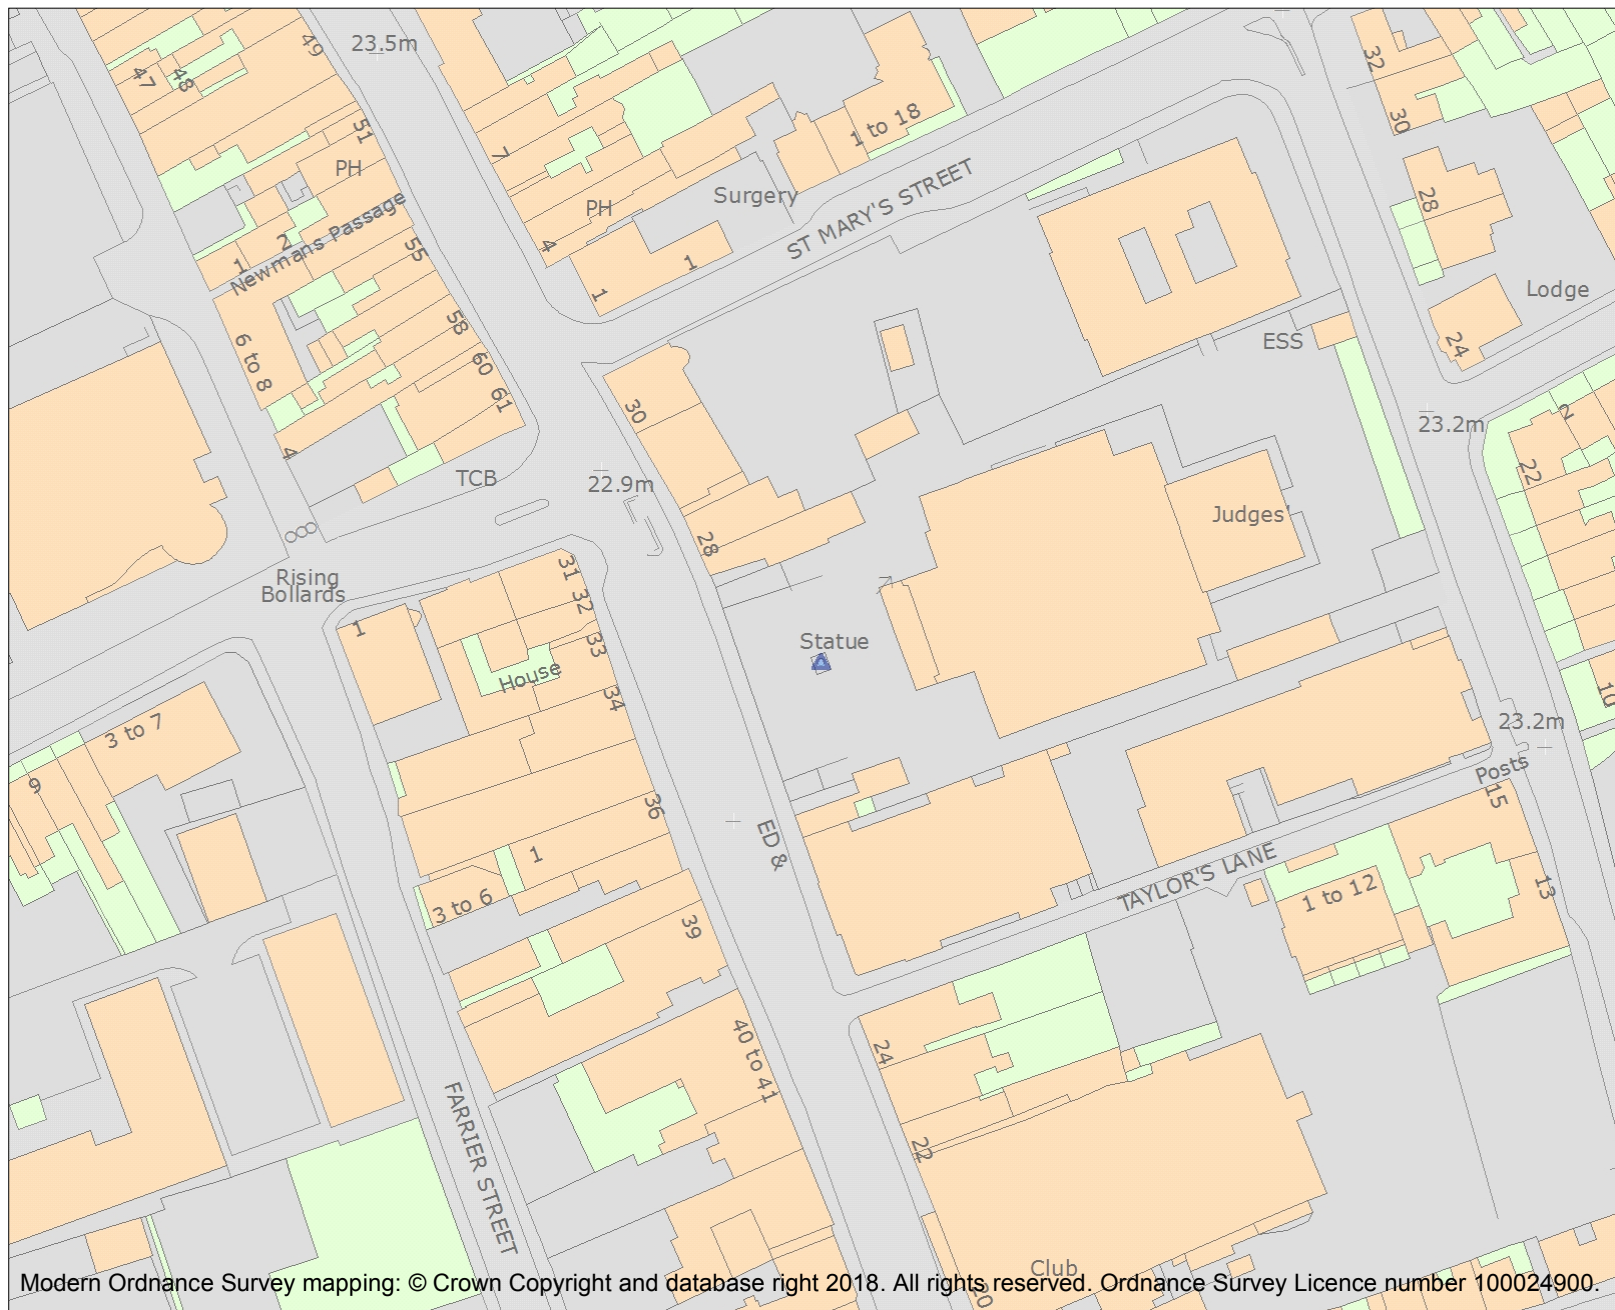 49
23.5m
47
48
32
51
30
1 to 18
7
PH
Surgery
PH
ST MARY'S STREET
28
Newmans Passage
2
1
55
4
1
1
Lodge
58
ESS
24
6 to 8
60
61
30
2
23.2m
4
TCB
22.9m
22
Judges'
28
31
Rising
Bollards
32
1
33
Statue
House
34
10
3 to 7
23.2m
Posts
9
36
15
ED &
1
TAYLOR'S LANE
3 to 6
1 to 12
13
39
40 to 41
24
FARRIER STREET
22
Club
20
Modern Ordnance Survey mapping: © Crown Copyright and database right 2018. All rights reserved. Ordnance Survey Licence number 100024900.